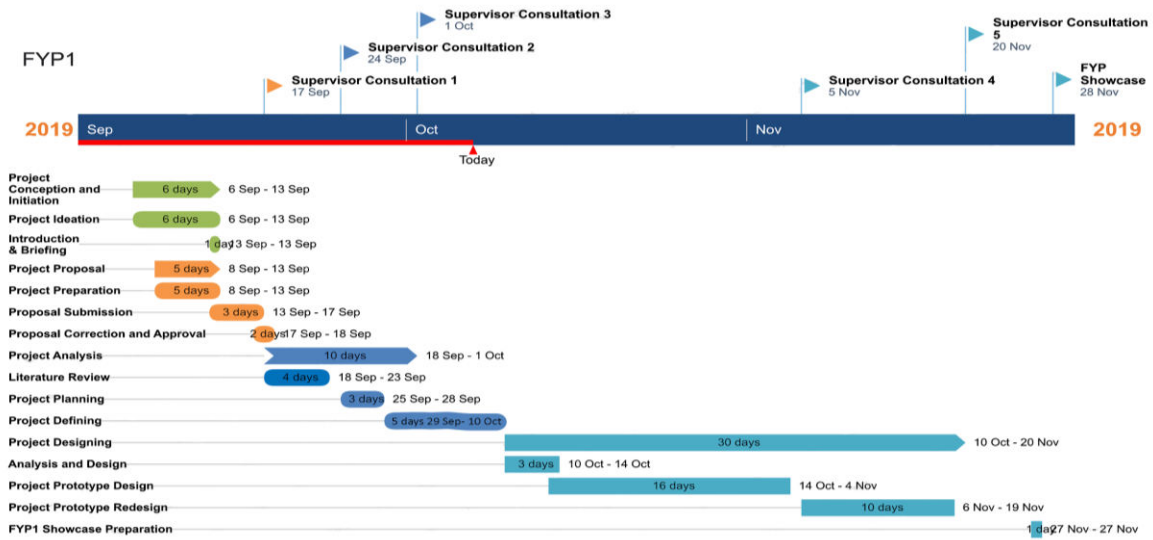 Supervisor Consultation 3
1 Oct
Supervisor Consultation
5
20 Nov
Supervisor Consultation 2
24 Sep
FYP1
Supervisor Consultation 1
17 Sep
Supervisor Consultation 4
5 Nov
FYP
Showcase
28 Nov
2019 Sep Oct Nov 2019
Today
Project
Conception and
Initiation
6 days 6 Sep - 13 Sep
Project Ideation 6 days 6 Sep - 13 Sep
Introduction
& Briefing
1 day 13 Sep - 13 Sep
Project Proposal 5 days 8 Sep - 13 Sep
Project Preparation 5 days 8 Sep - 13 Sep
Proposal Submission 3 days 13 Sep - 17 Sep
Proposal Correction and Approval 2 days 17 Sep - 18 Sep
Project Analysis 10 days 18 Sep - 1 Oct
Literature Review 4 days 18 Sep - 23 Sep
Project Planning 3 days 25 Sep - 28 Sep
Project Defining 5 days 29 Sep- 10 Oct
Project Designing 30 days 10 Oct - 20 Nov
Analysis and Design 3 days 10 Oct - 14 Oct
Project Prototype Design 16 days 14 Oct - 4 Nov
Project Prototype Redesign 10 days 6 Nov - 19 Nov
FYP1 Showcase Preparation 1 day 27 Nov - 27 Nov